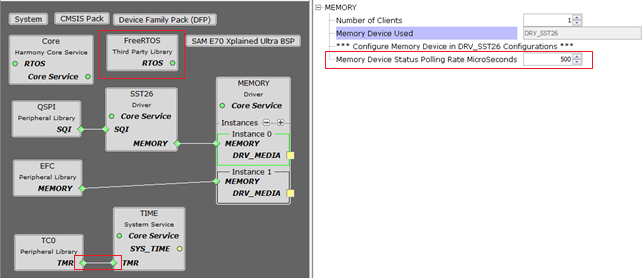 System
CMSIS Pack
Device Family Pack (DFP)
Core
Harmony Core Service
RTOS
Core Service
FreeRTOS
Third Party Library
RTOS
SAM E70 Xplained Ultra BSP
QSPI
Peripheral Library
SQI
SST26
Driver
Core Service
SQI
MEMORY
MEMORY
Driver
Core Service
Instances
Instance 0
MEMORY
DRV_MEDIA
Instance 1
MEMORY
DRV_MEDIA
EFC
Peripheral Library
MEMORY
TIME
System Service
Core Service
SYS_TIME
TMR
TC0
Peripheral Library
TMR
MEMORY
Number of Clients 1
Memory Device Used DRV_SST26
*** Configure Memory Device in DRV_SST26 Configurations ***
Memory Device Status Polling Rate MicroSeconds 500